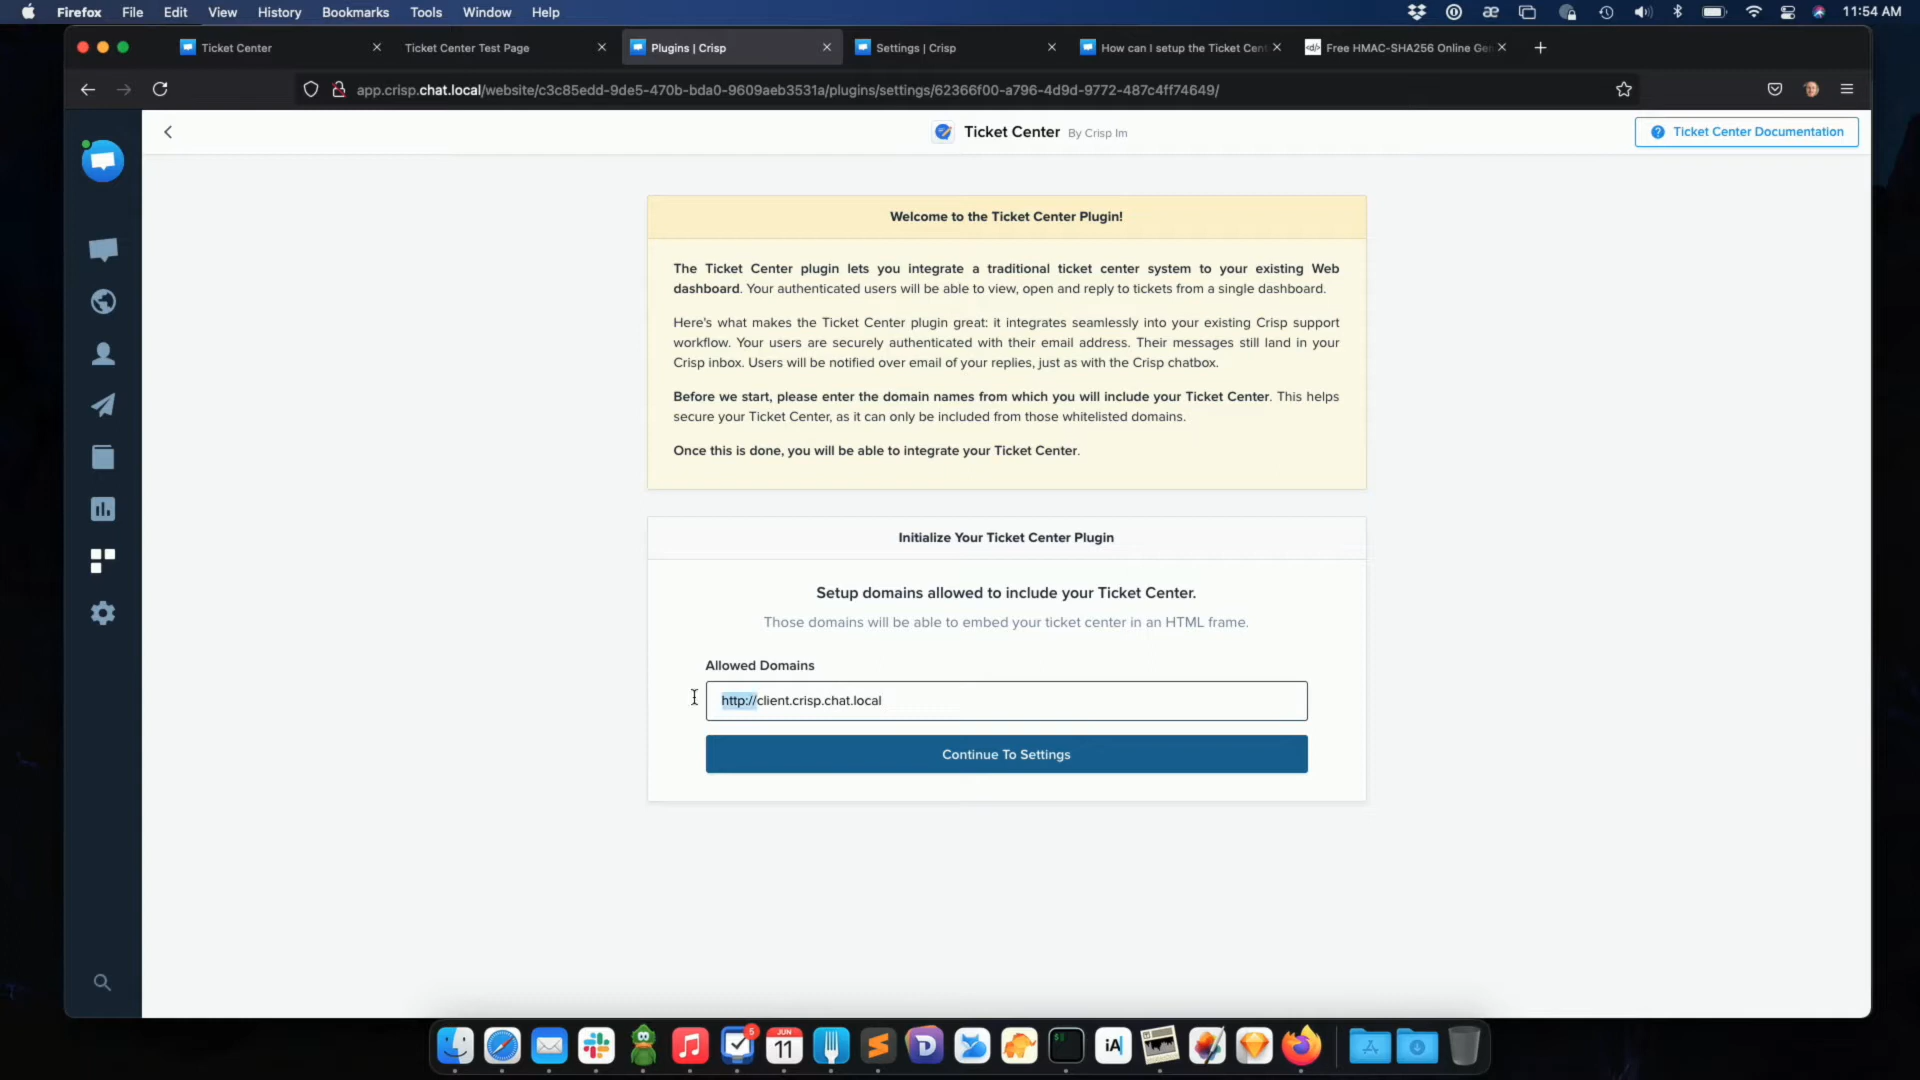 Firefox File Edit View History Bookmarks Tools Window Help 11:54 AM
Ticket Center Ticket Center Test Page Plugins | Crisp Settings | Crisp How can I setup the Ticket Cent Free HMAC-SHA256 Online Gen
app.crisp.chat.local/website/c3c85edd-9de5-470b-bda0-9609aeb3531a/plugins/settings/62366f00-a796-4d9d-9772-487c4ff74649/
Ticket Center By Crisp Im
Ticket Center Documentation
Welcome to the Ticket Center Plugin!
The Ticket Center plugin lets you integrate a traditional ticket center system to your existing Web
dashboard. Your authenticated users will be able to view, open and reply to tickets from a single dashboard.
Here's what makes the Ticket Center plugin great: it integrates seamlessly into your existing Crisp support
workflow. Your users are securely authenticated with their email address. Their messages still land in your
Crisp inbox. Users will be notified over email of your replies, just as with the Crisp chatbox.
Before we start, please enter the domain names from which you will include your Ticket Center. This helps
secure your Ticket Center, as it can only be included from those whitelisted domains.
Once this is done, you will be able to integrate your Ticket Center.
Initialize Your Ticket Center Plugin
Setup domains allowed to include your Ticket Center.
Those domains will be able to embed your ticket center in an HTML frame.
Allowed Domains
http://client.crisp.chat.local
Continue To Settings
5
JUN
11
iA